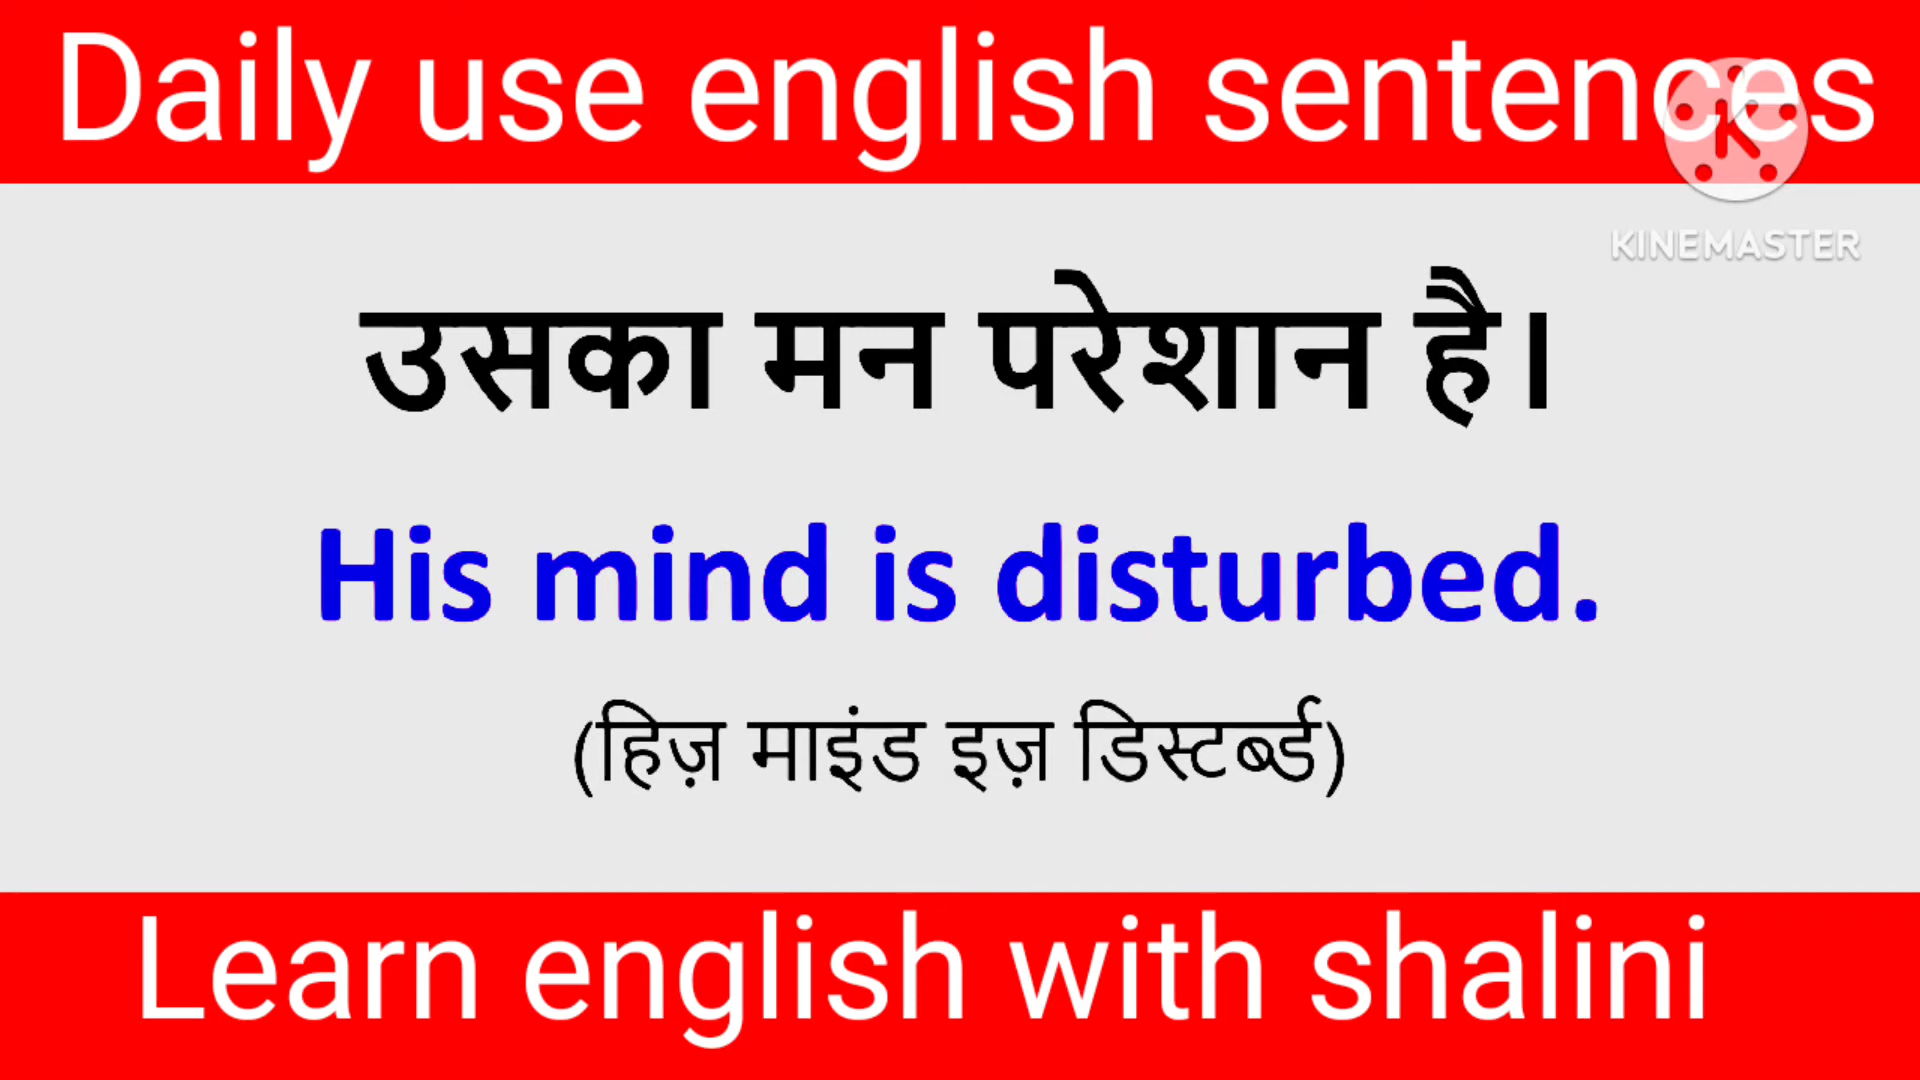 Daily use english sentences
K
KINEMASTER
उसका मन परेशान है।
His mind is disturbed.
(हिज़ माइंड इज़ डिस्टर्ब्ड)
Learn english with shalini